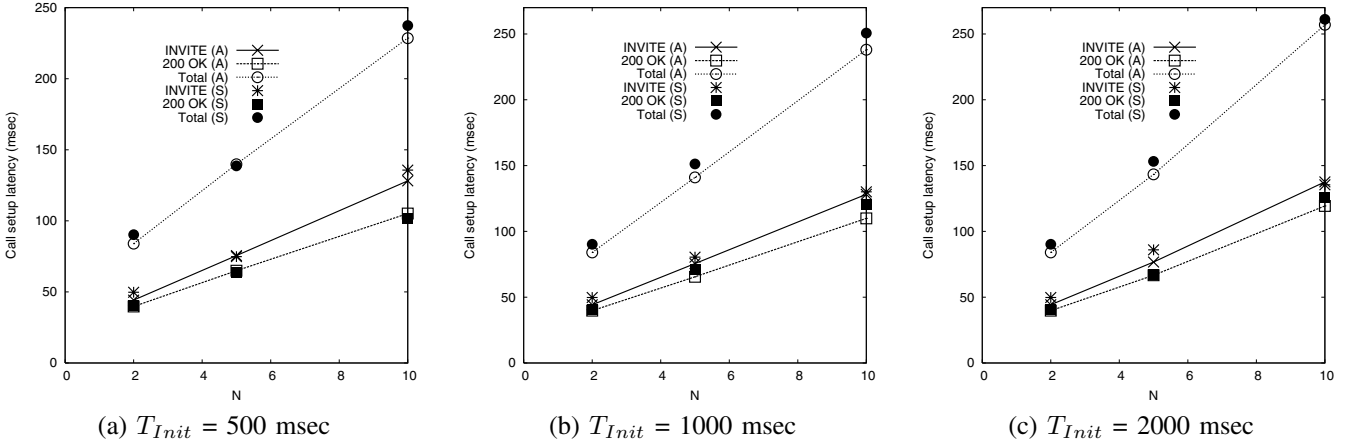 Call setup latency (msec)
250
200
150
100
50
0
INVITE (A)
200 OK (A)
Total (A)
INVITE (S)
200 OK (S)
Total (S)
0 2 4 6 8 10
N
(a) T_Init = 500 msec
Call setup latency (msec)
250
200
150
100
50
0
INVITE (A)
200 OK (A)
Total (A)
INVITE (S)
200 OK (S)
Total (S)
0 2 4 6 8 10
N
(b) T_Init = 1000 msec
Call setup latency (msec)
250
200
150
100
50
0
INVITE (A)
200 OK (A)
Total (A)
INVITE (S)
200 OK (S)
Total (S)
0 2 4 6 8 10
N
(c) T_Init = 2000 msec